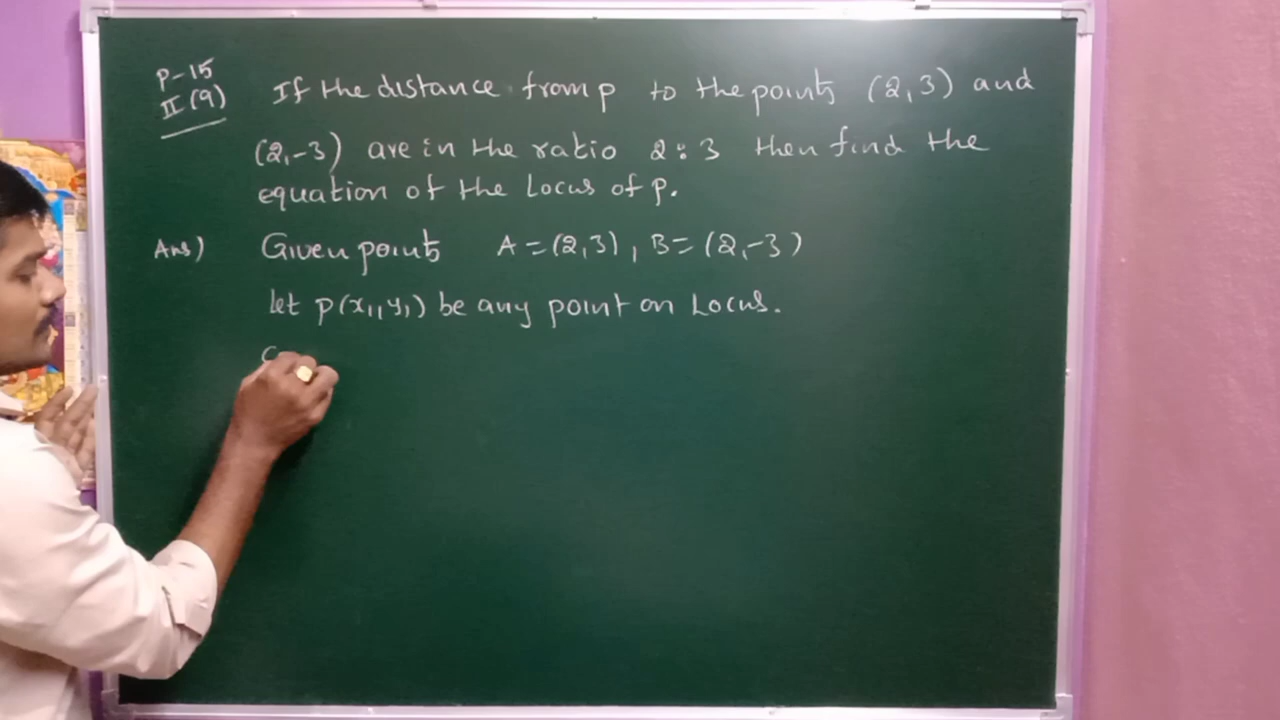 P-15
II (9)
If the distance from p to the points (2,3) and
(2,-3) are in the ratio 2:3 then find the
equation of the Locus of p.
Ans) Given points A = (2,3), B = (2,-3)
let p(x₁,y₁) be any point on Locus.
G